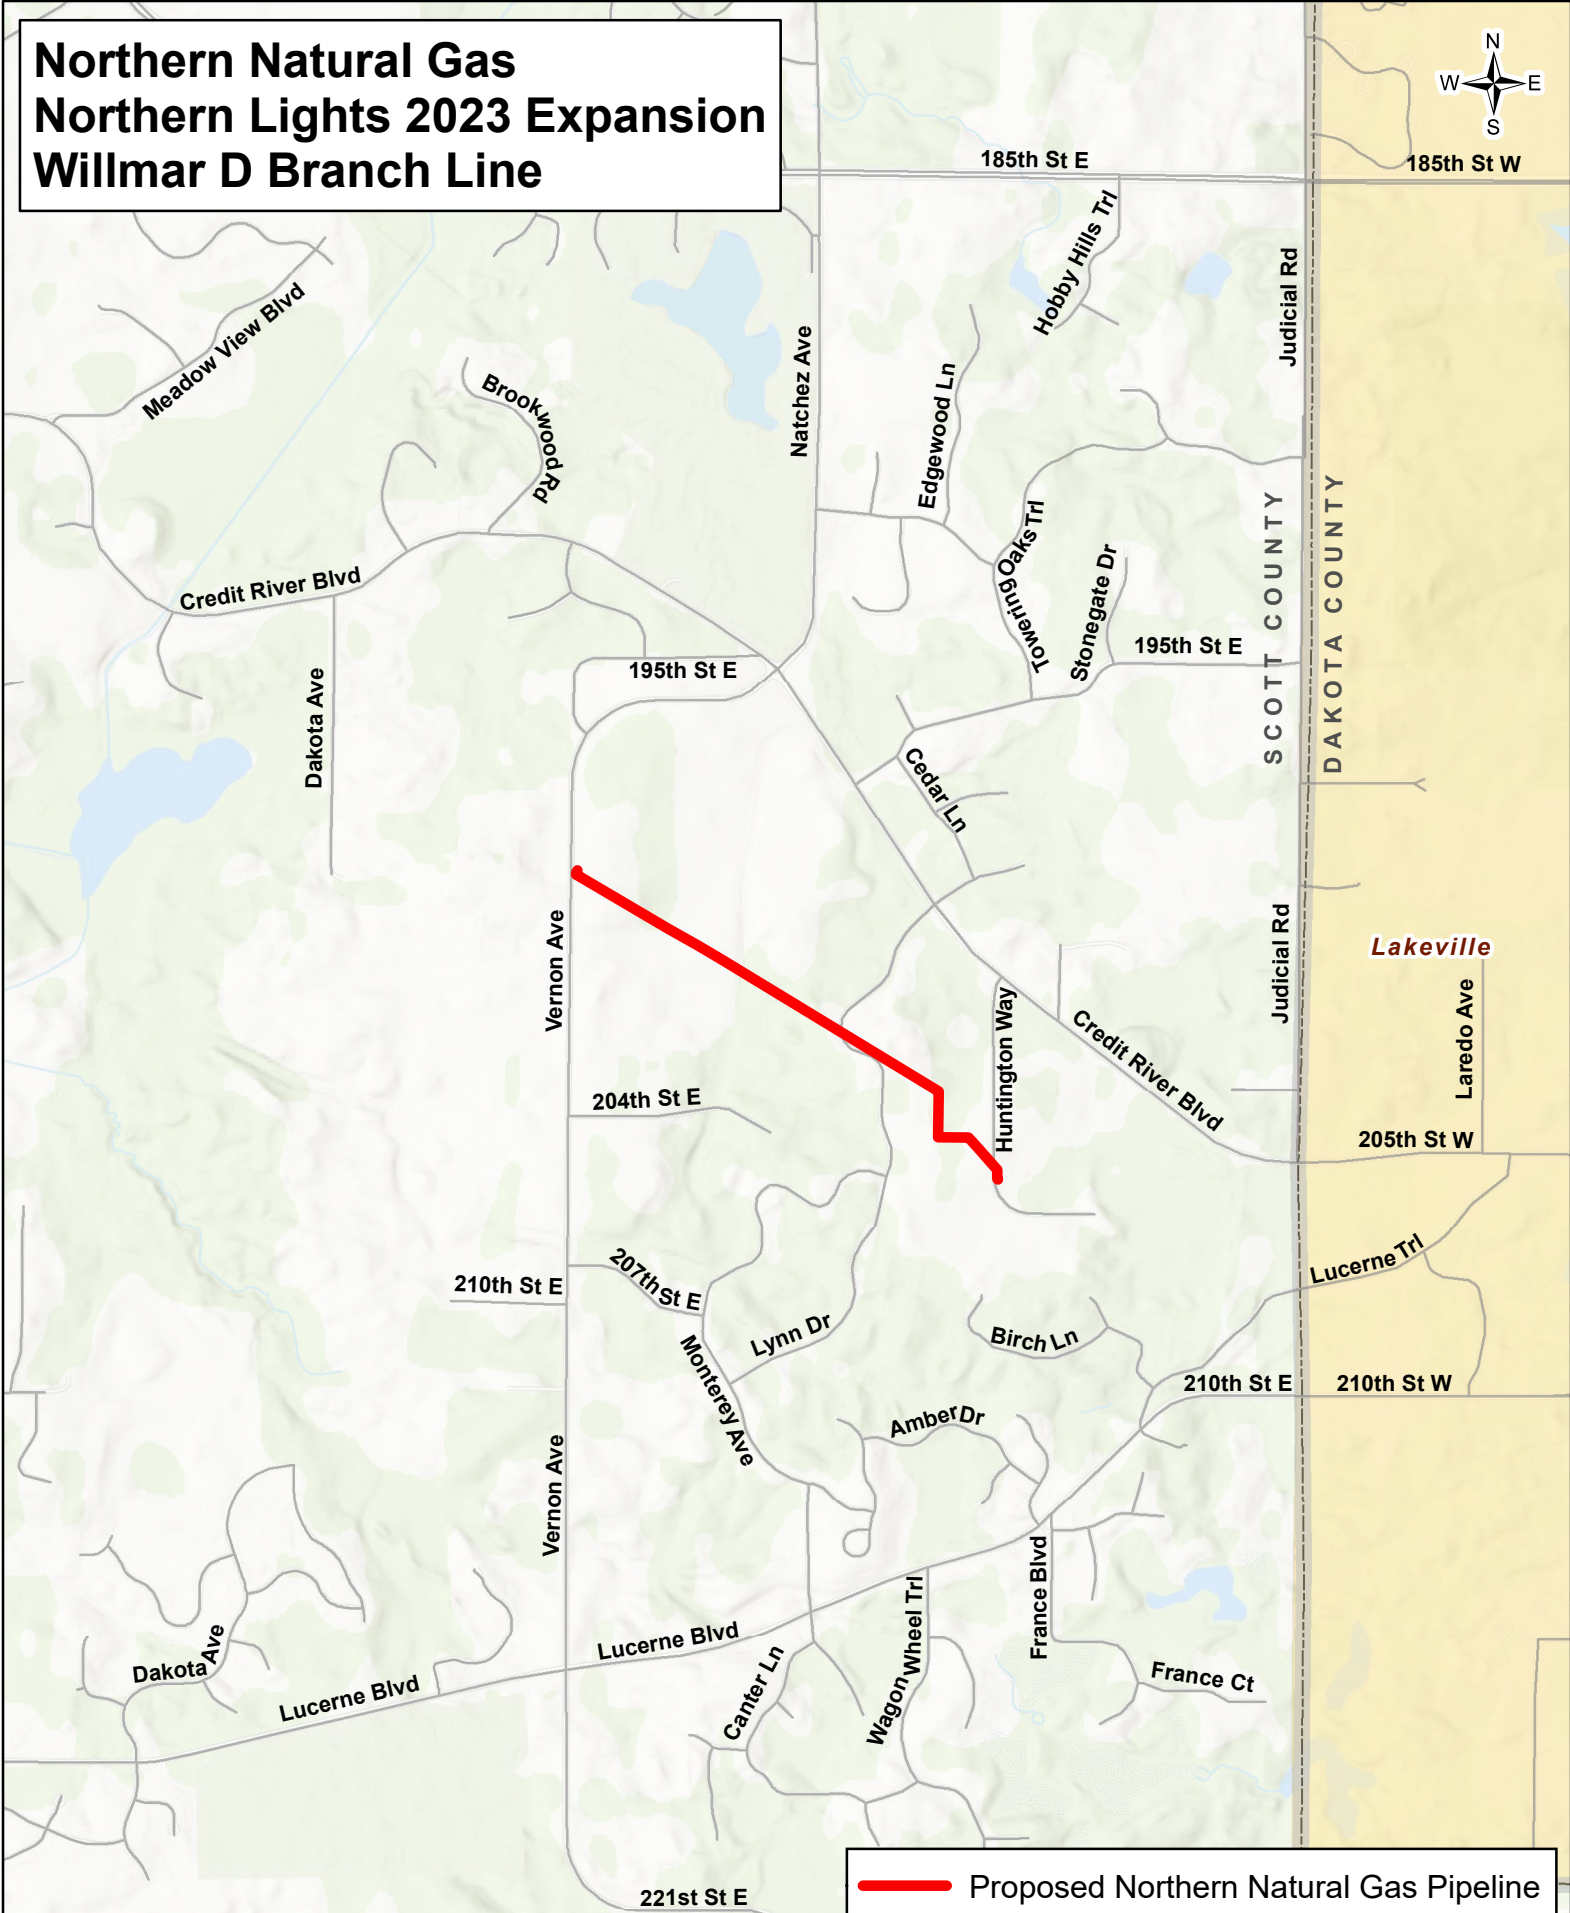 Northern Natural Gas
Northern Lights 2023 Expansion
Willmar D Branch Line
N
W
E
S
185th St E
185th St W
Hobby Hills Trl
Judicial Rd
Meadow View Blvd
Natchez Ave
Brookwood Rd
Edgewood Ln
Towering Oaks Trl
Stonegate Dr
SCOTT COUNTY
DAKOTA COUNTY
Credit River Blvd
195th St E
195th St E
Dakota Ave
Cedar Ln
Vernon Ave
Judicial Rd
Lakeville
Laredo Ave
Huntington Way
Credit River Blvd
204th St E
205th St W
207th St E
210th St E
Lucerne Trl
Lynn Dr
Birch Ln
Monterey Ave
210th St E
210th St W
Amber Dr
Vernon Ave
France Blvd
Wagon Wheel Trl
Dakota Ave
Lucerne Blvd
Lucerne Blvd
Canter Ln
France Ct
221st St E
Proposed Northern Natural Gas Pipeline